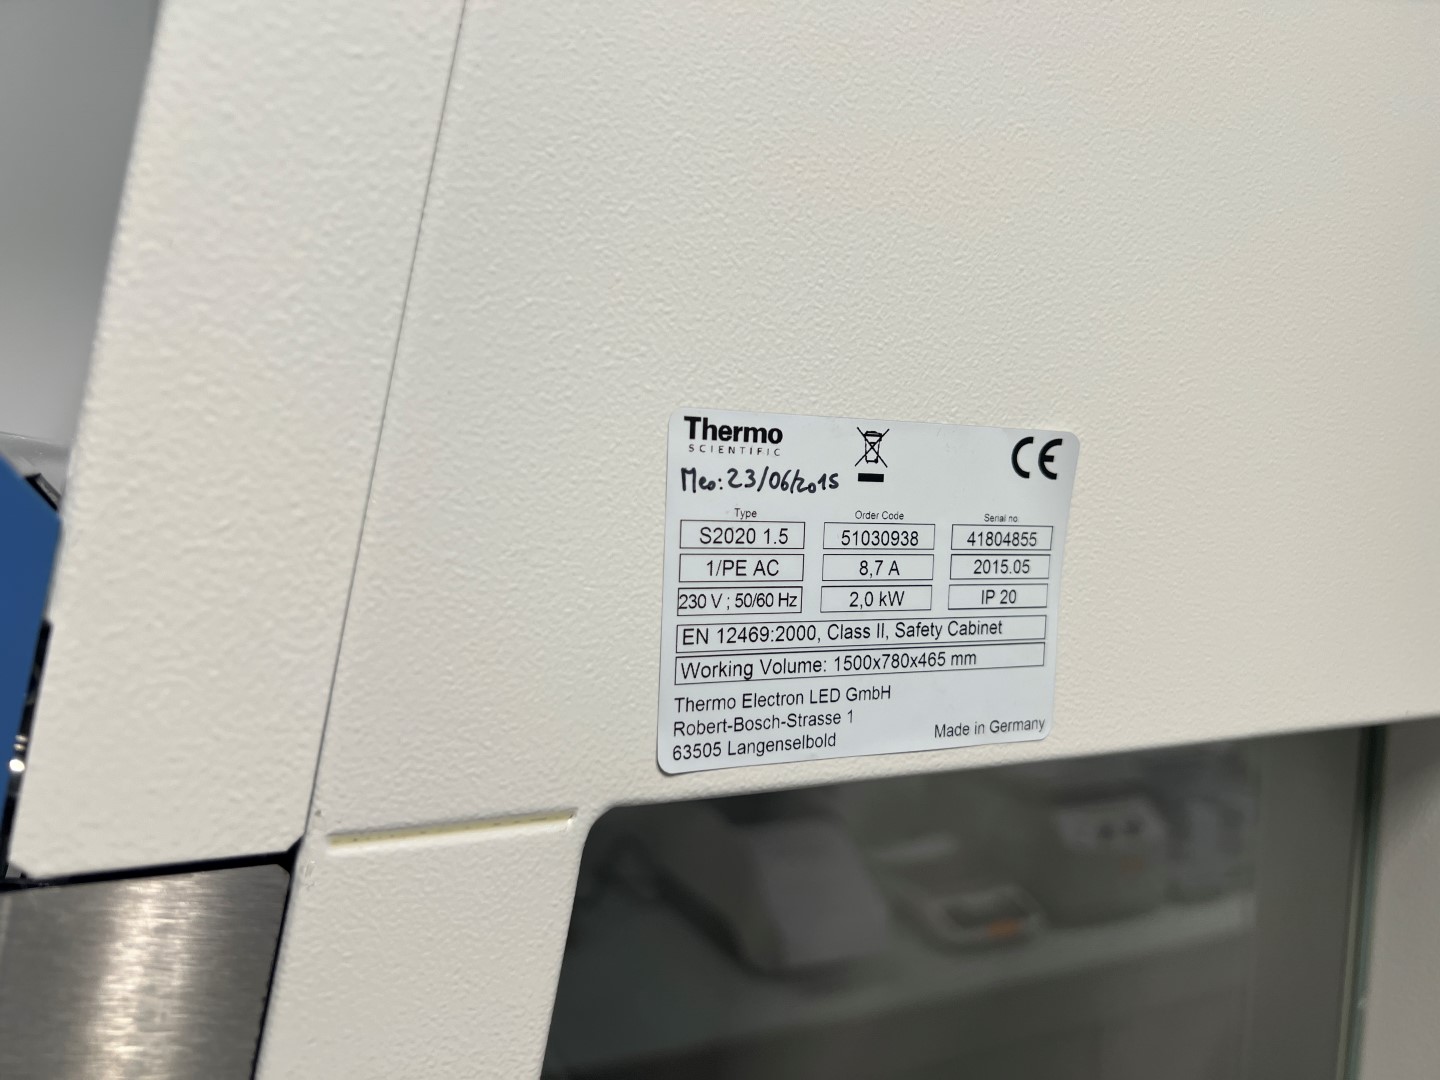 Thermo
SCIENTIFIC
CE
Meo: 23/06/2015
Type Order Code Serial no.
S2020 1.5 51030938 41804855
1/PE AC 8,7 A 2015.05
230 V ; 50/60 Hz 2,0 kW IP 20
EN 12469:2000, Class II, Safety Cabinet
Working Volume: 1500x780x465 mm
Thermo Electron LED GmbH
Robert-Bosch-Strasse 1
63505 Langenselbold Made in Germany